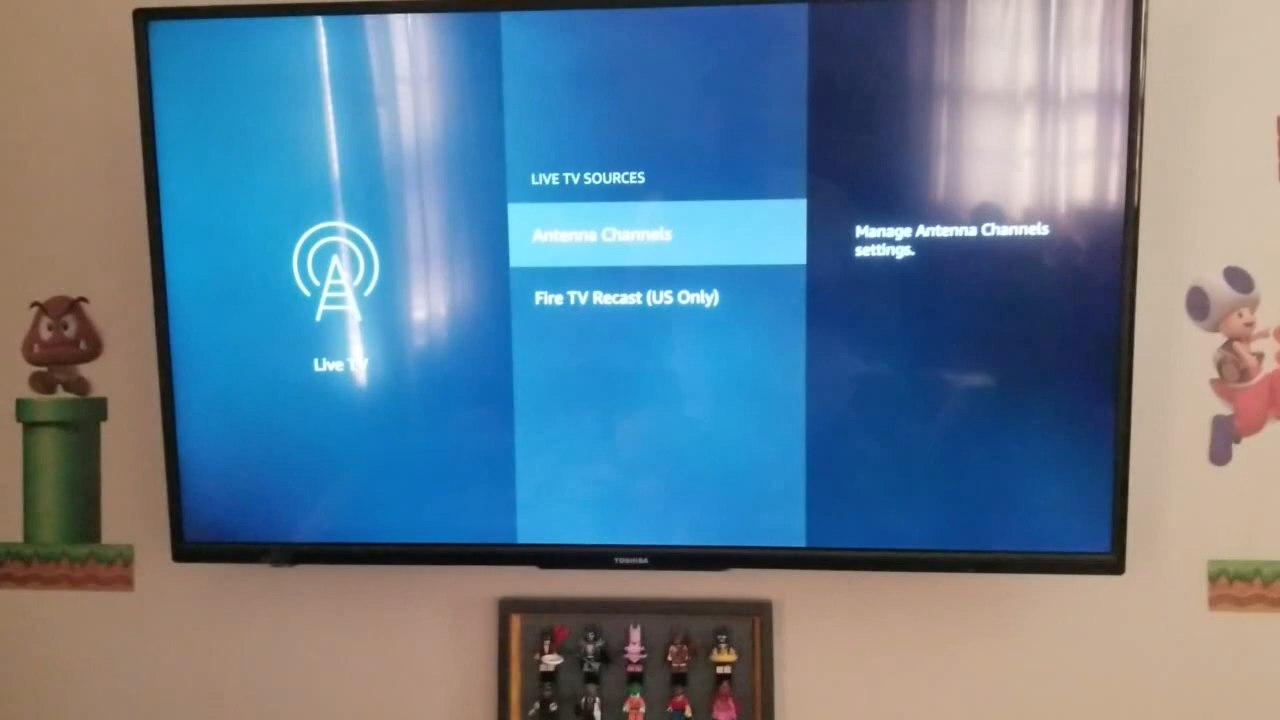 LIVE TV SOURCES
Antenna Channels
Fire TV Recast (US Only)
Manage Antenna Channels
settings.
Live TV
TOSHIBA